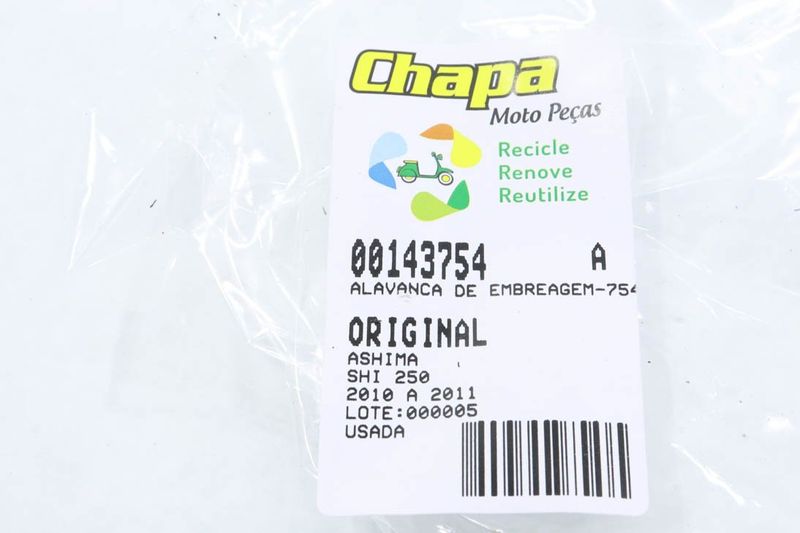 Chapa
Moto Peças
Recicle
Renove
Reutilize
00143754 A
ALAVANCA DE EMBREAGEM-754
ORIGINAL
ASHIMA
SHI 250
2010 A 2011
LOTE:000005
USADA